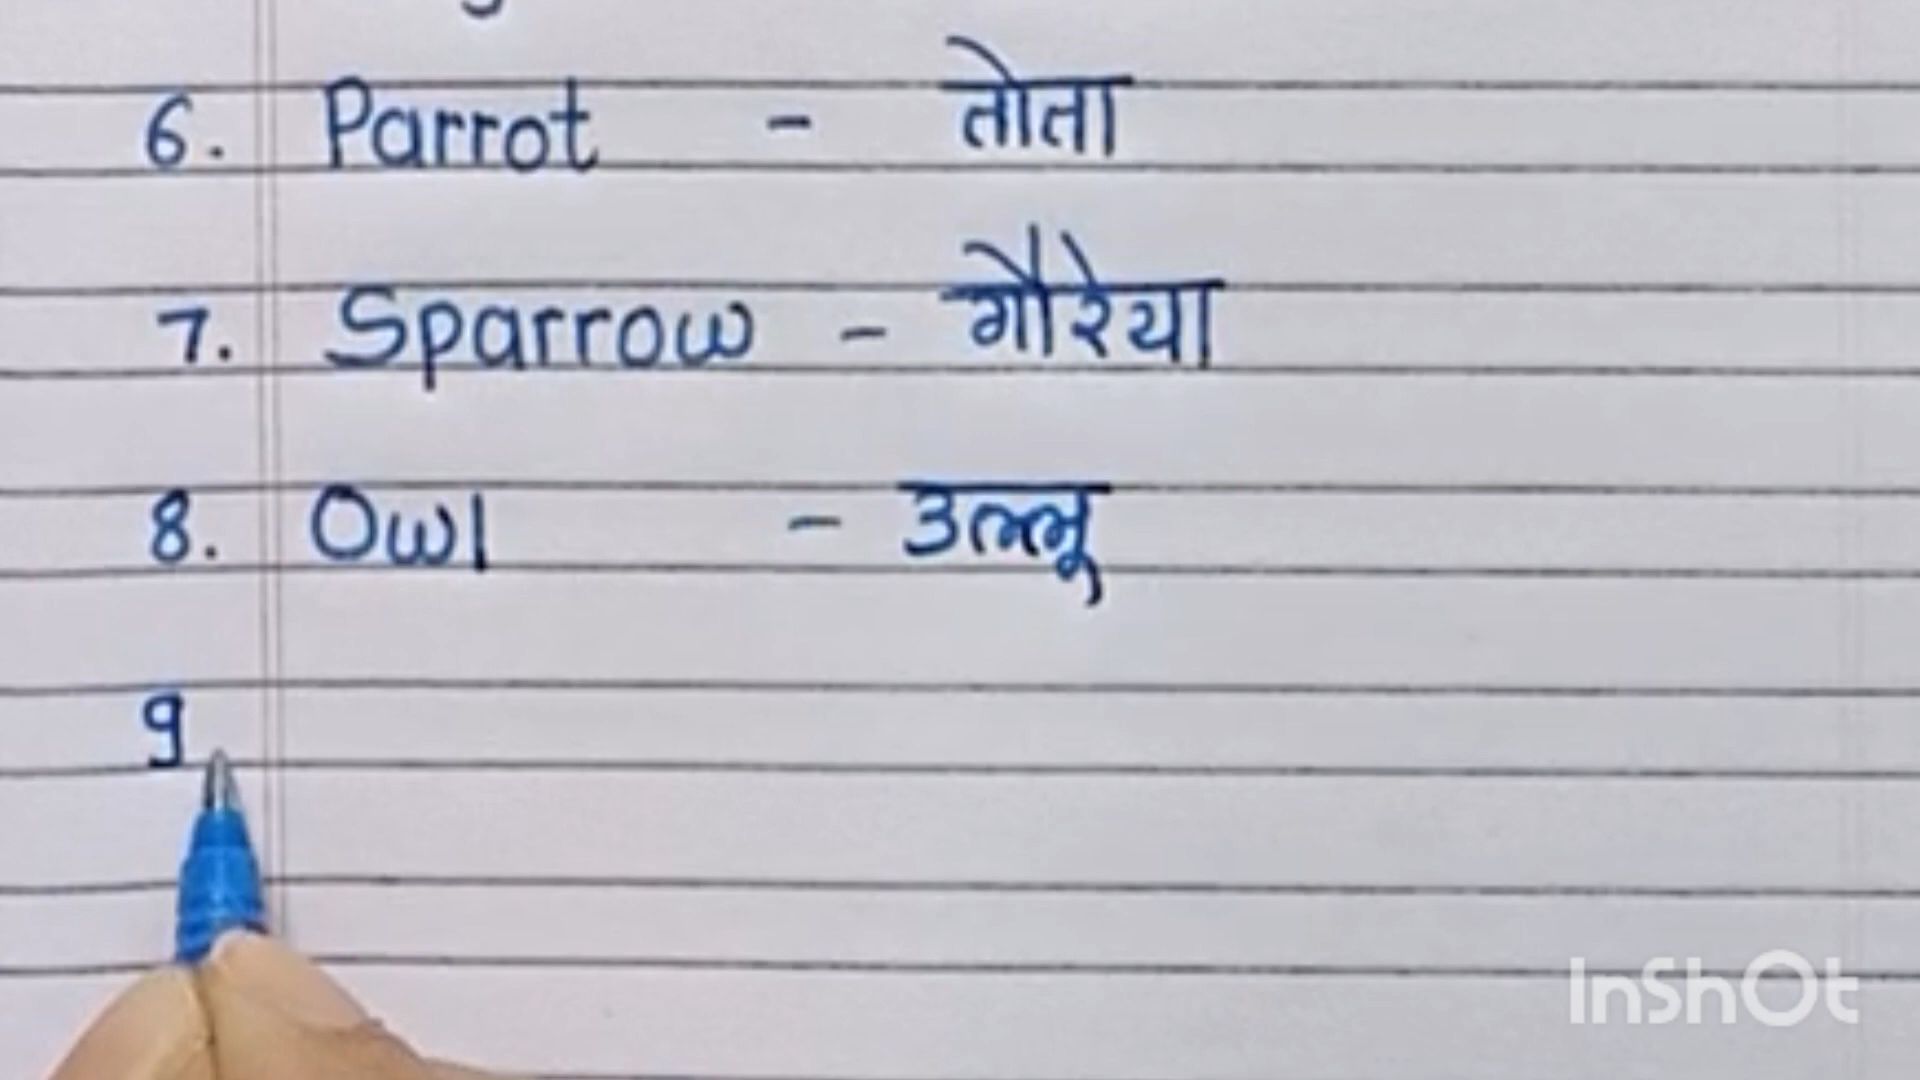 6. Parrot - तोता
7. Sparrow - गौरेया
8. Owl - उल्लू
9
InShOt